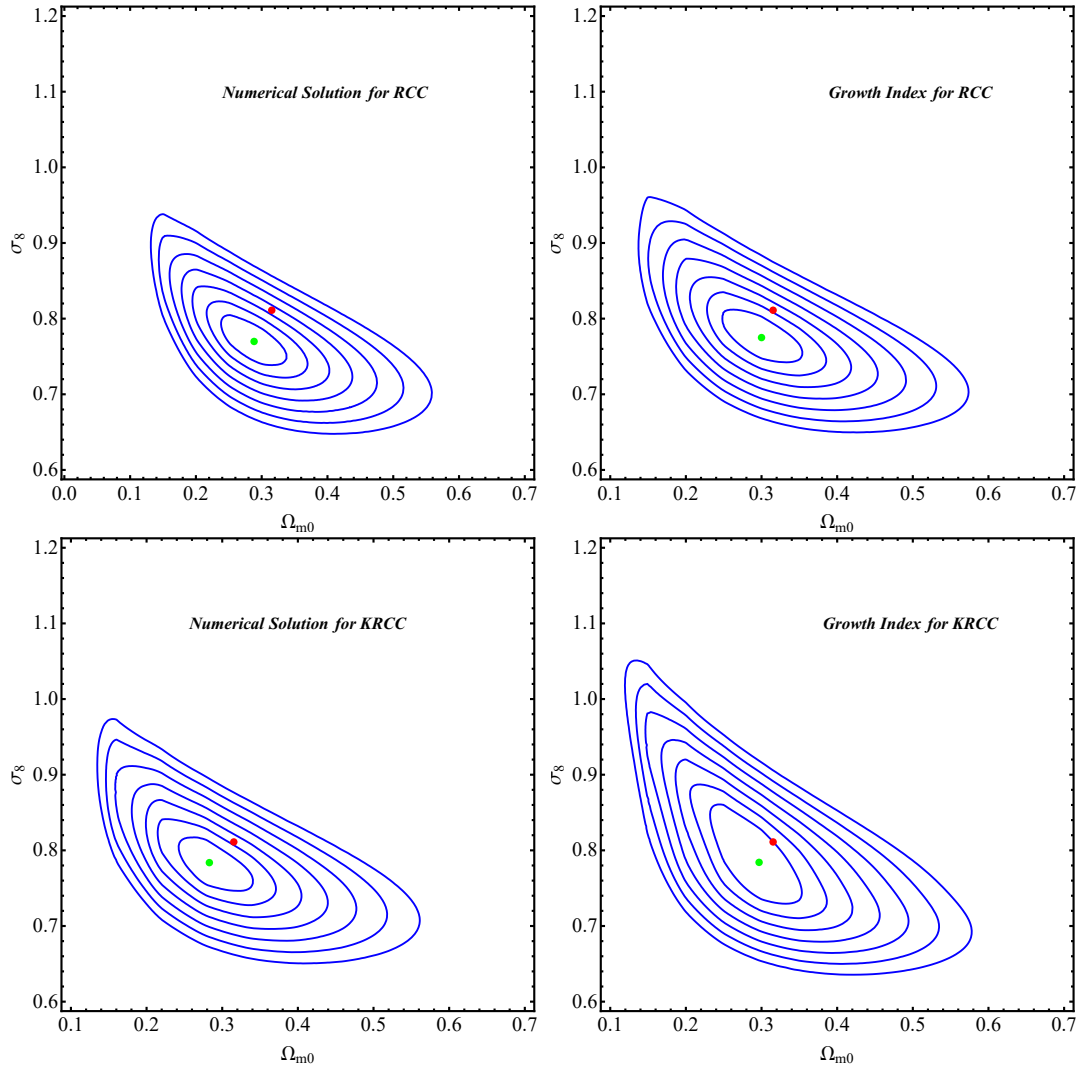 1.2
1.1
1.0
0.9
0.8
0.7
0.6
σ8
Numerical Solution for RCC
0.0 0.1 0.2 0.3 0.4 0.5 0.6 0.7
Ωm0
1.2
1.1
1.0
0.9
0.8
0.7
0.6
σ8
Growth Index for RCC
0.1 0.2 0.3 0.4 0.5 0.6 0.7
Ωm0
1.2
1.1
1.0
0.9
0.8
0.7
0.6
σ8
Numerical Solution for KRCC
0.1 0.2 0.3 0.4 0.5 0.6 0.7
Ωm0
1.2
1.1
1.0
0.9
0.8
0.7
0.6
σ8
Growth Index for KRCC
0.1 0.2 0.3 0.4 0.5 0.6 0.7
Ωm0